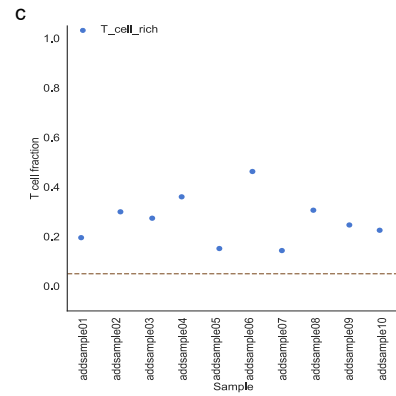 C
T_cell_rich
1.0
0.8
0.6
0.4
0.2
0.0
T cell fraction
addsample01
addsample02
addsample03
addsample04
addsample05
addsample06
addsample07
addsample08
addsample09
addsample10
Sample